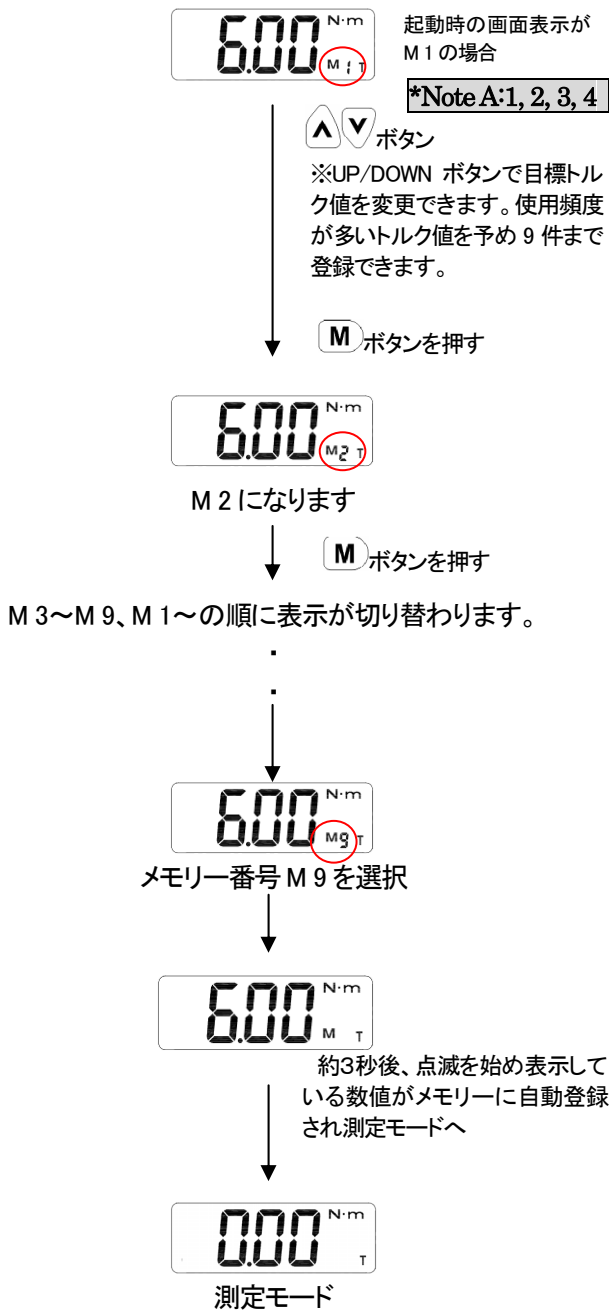 6.00 N·m
M1 T
起動時の画面表示が
M 1 の場合
*Note A:1, 2, 3, 4
∧ ∨ ボタン
※UP/DOWN ボタンで目標トル
ク値を変更できます。使用頻度
が多いトルク値を予め 9 件まで
登録できます。
M ボタンを押す
6.00 N·m
M2 T
M 2 になります
M ボタンを押す
M 3～M 9、M 1～の順に表示が切り替わります。
・
・
6.00 N·m
M9 T
メモリー番号 M 9 を選択
6.00 N·m
M T
約3秒後、点滅を始め表示して
いる数値がメモリーに自動登録
され測定モードへ
0.00 N·m
T
測定モード